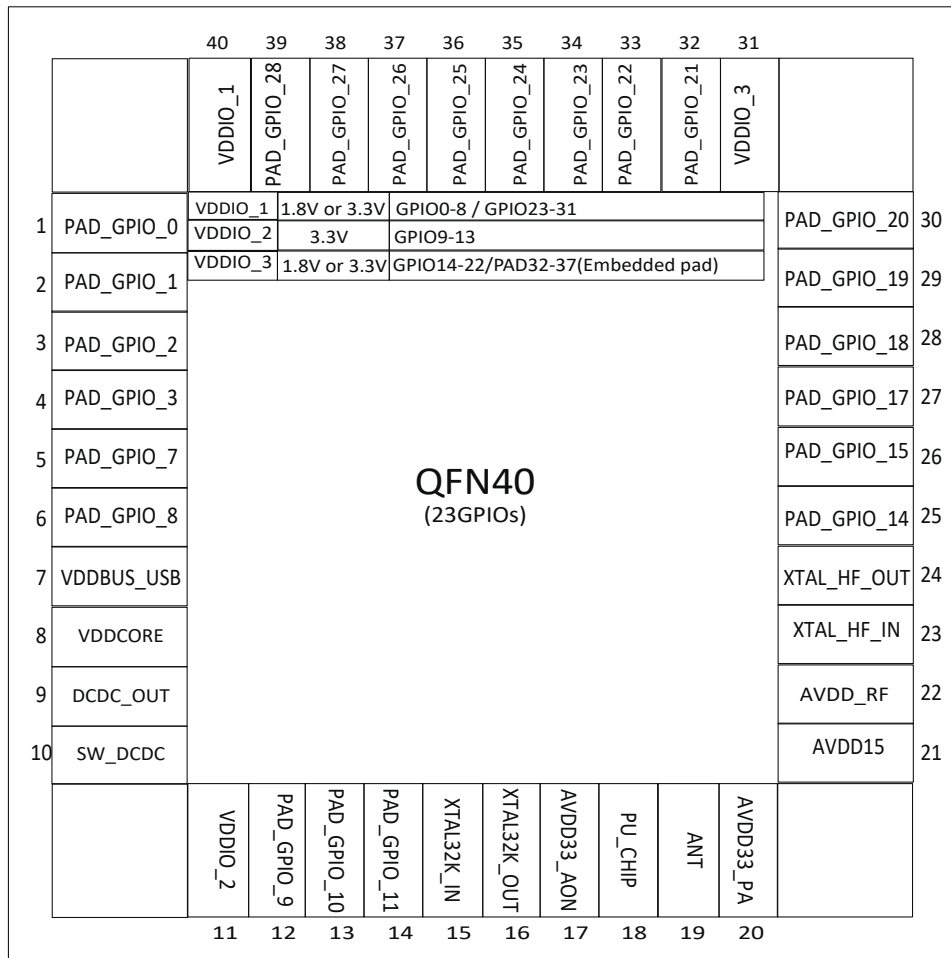 40 39 38 37 36 35 34 33 32 31
VDDIO_1
PAD_GPIO_28
PAD_GPIO_27
PAD_GPIO_26
PAD_GPIO_25
PAD_GPIO_24
PAD_GPIO_23
PAD_GPIO_22
PAD_GPIO_21
VDDIO_3
VDDIO_1 1.8V or 3.3V GPIO0-8 / GPIO23-31
VDDIO_2 3.3V GPIO9-13
VDDIO_3 1.8V or 3.3V GPIO14-22/PAD32-37(Embedded pad)
1 PAD_GPIO_0
2 PAD_GPIO_1
3 PAD_GPIO_2
4 PAD_GPIO_3
5 PAD_GPIO_7
6 PAD_GPIO_8
7 VDDBUS_USB
8 VDDCORE
9 DCDC_OUT
10 SW_DCDC
QFN40
(23GPIOs)
PAD_GPIO_20 30
PAD_GPIO_19 29
PAD_GPIO_18 28
PAD_GPIO_17 27
PAD_GPIO_15 26
PAD_GPIO_14 25
XTAL_HF_OUT 24
XTAL_HF_IN 23
AVDD_RF 22
AVDD15 21
VDDIO_2
PAD_GPIO_9
PAD_GPIO_10
PAD_GPIO_11
XTAL32K_IN
XTAL32K_OUT
AVDD33_AON
PU_CHIP
ANT
AVDD33_PA
11 12 13 14 15 16 17 18 19 20